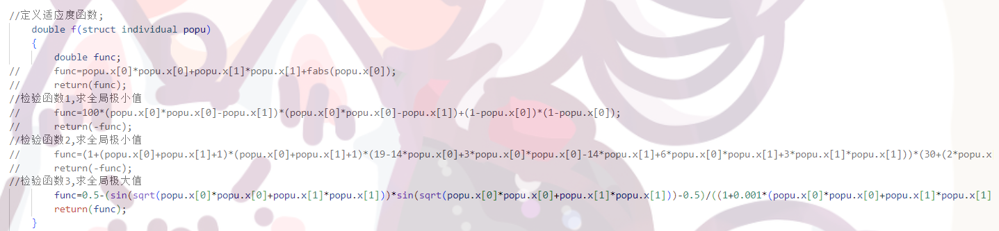 //定义适应度函数;
double f(struct individual popu)
{
double func;
// func=popu.x[0]*popu.x[0]+popu.x[1]*popu.x[1]+fabs(popu.x[0]);
// return(func);
//检验函数1,求全局极小值
// func=100*(popu.x[0]*popu.x[0]-popu.x[1])*(popu.x[0]*popu.x[0]-popu.x[1])+(1-popu.x[0])*(1-popu.x[0]);
// return(-func);
//检验函数2,求全局极小值
// func=(1+(popu.x[0]+popu.x[1]+1)*(popu.x[0]+popu.x[1]+1)*(19-14*popu.x[0]+3*popu.x[0]*popu.x[0]-14*popu.x[1]+6*popu.x[0]*popu.x[1]+3*popu.x[1]*popu.x[1]))*(30+(2*popu.x
// return(-func);
//检验函数3,求全局极大值
func=0.5-(sin(sqrt(popu.x[0]*popu.x[0]+popu.x[1]*popu.x[1]))*sin(sqrt(popu.x[0]*popu.x[0]+popu.x[1]*popu.x[1]))-0.5)/((1+0.001*(popu.x[0]*popu.x[0]+popu.x[1]*popu.x[1]
return(func);
}